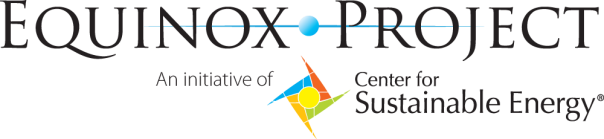 EQUINOX PROJECT
An initiative of
Center for
Sustainable Energy®